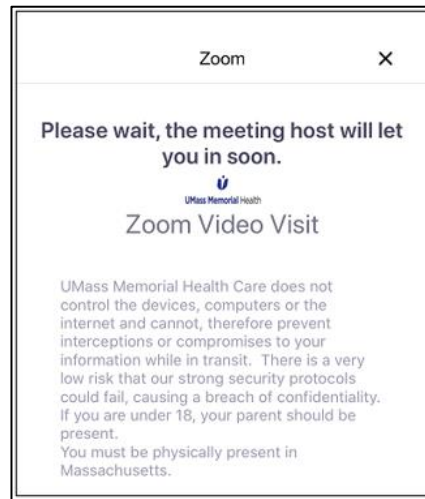 Zoom
Please wait, the meeting host will let
you in soon.
UMass Memorial Health
Zoom Video Visit
UMass Memorial Health Care does not
control the devices, computers or the
internet and cannot, therefore prevent
interceptions or compromises to your
information while in transit. There is a very
low risk that our strong security protocols
could fail, causing a breach of confidentiality.
If you are under 18, your parent should be
present.
You must be physically present in
Massachusetts.